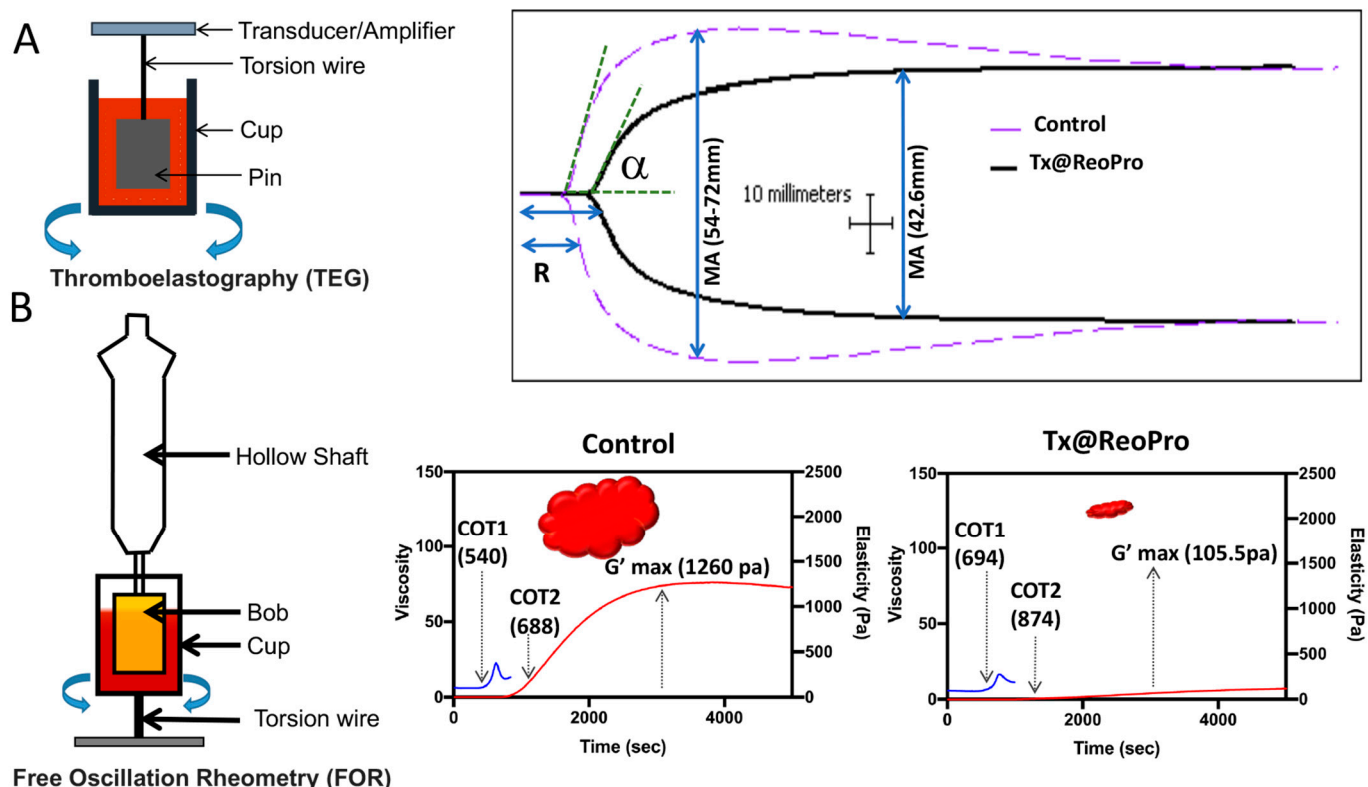 A
Transducer/Amplifier
Torsion wire
Cup
Pin
Thromboelastography (TEG)
α
R
MA (54-72mm)
10 millimeters
MA (42.6mm)
Control
Tx@ReoPro
B
Hollow Shaft
Bob
Cup
Torsion wire
Free Oscillation Rheometry (FOR)
Control
150
100
50
0
Viscosity
COT1
(540)
COT2
(688)
G' max (1260 pa)
2500
2000
1500
1000
500
0
Elasticity (Pa)
0 2000 4000
Time (sec)
Tx@ReoPro
150
100
50
0
Viscosity
COT1
(694)
COT2
(874)
G' max (105.5pa)
2500
2000
1500
1000
500
0
Elasticity (Pa)
0 2000 4000
Time (sec)